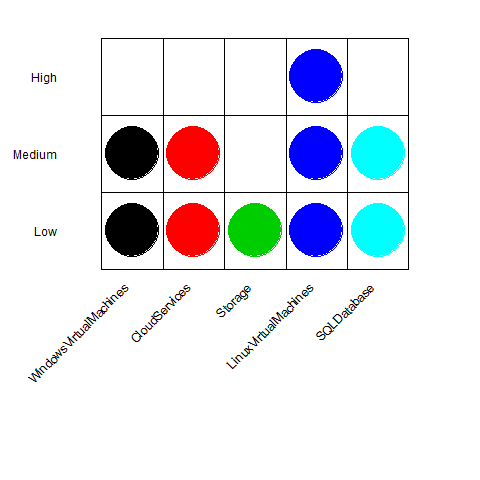 High
Medium
Low
WindowsVirtualMachines
CloudServices
Storage
LinuxVirtualMachines
SQLDatabase